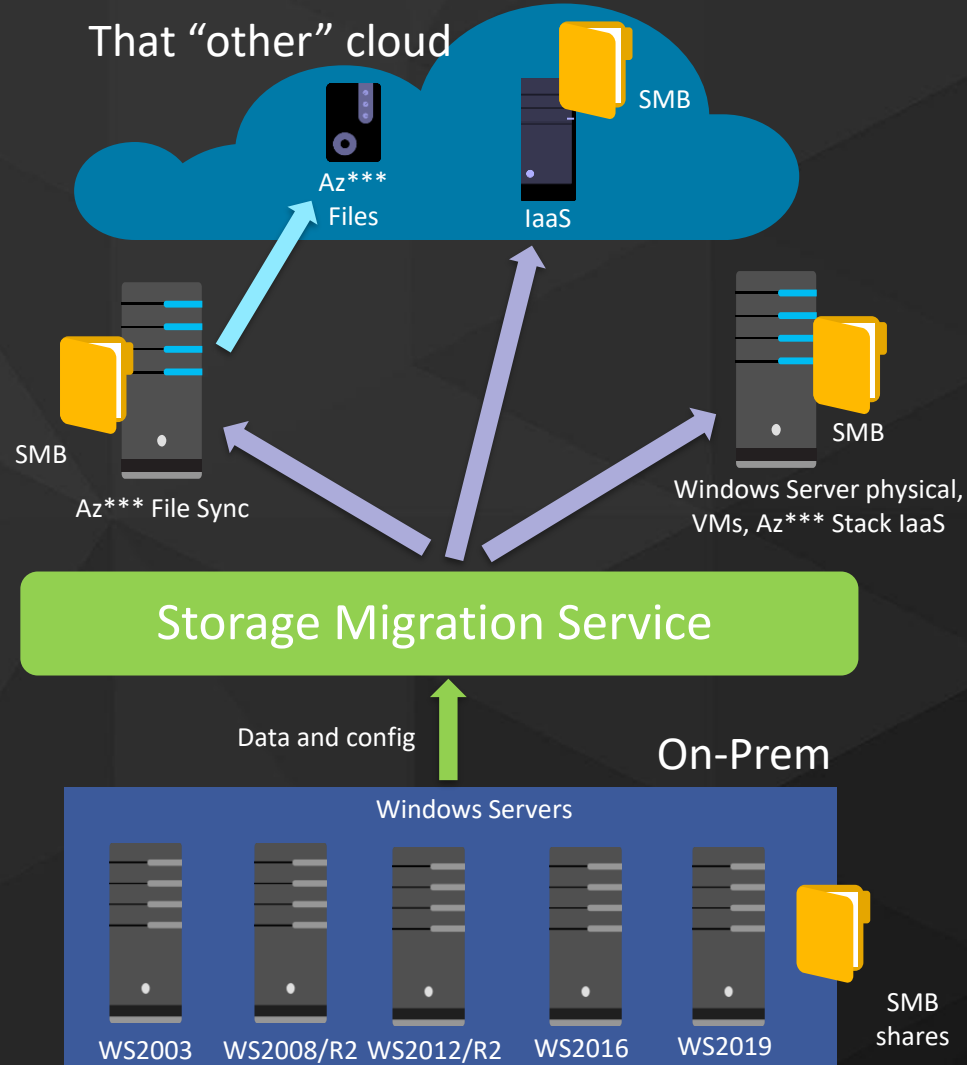 That “other” cloud
SMB
Az***
Files
IaaS
SMB
Az*** File Sync
SMB
Windows Server physical,
VMs, Az*** Stack IaaS
Storage Migration Service
Data and config
On-Prem
Windows Servers
WS2003
WS2008/R2
WS2012/R2
WS2016
WS2019
SMB
shares